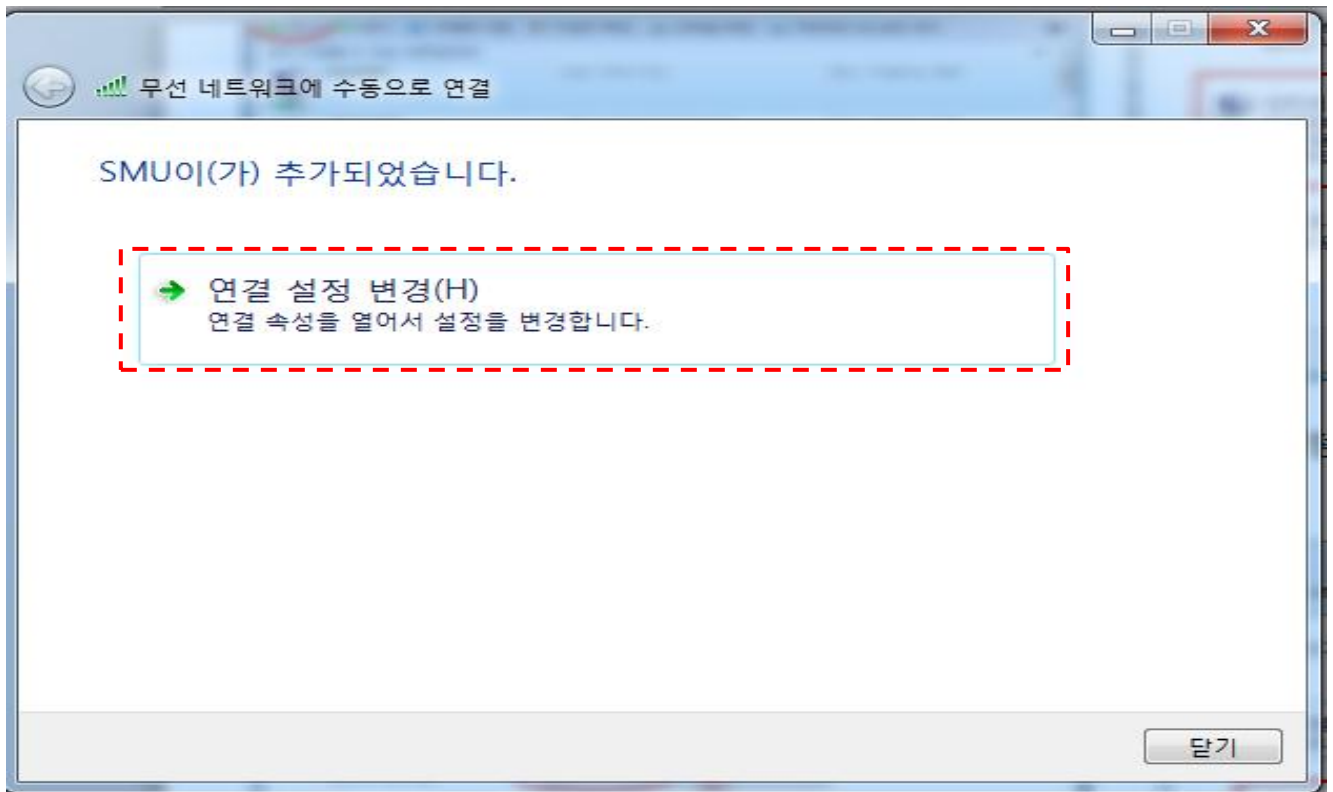 무선 네트워크에 수동으로 연결
SMU이(가) 추가되었습니다.
연결 설정 변경(H)
연결 속성을 열어서 설정을 변경합니다.
닫기